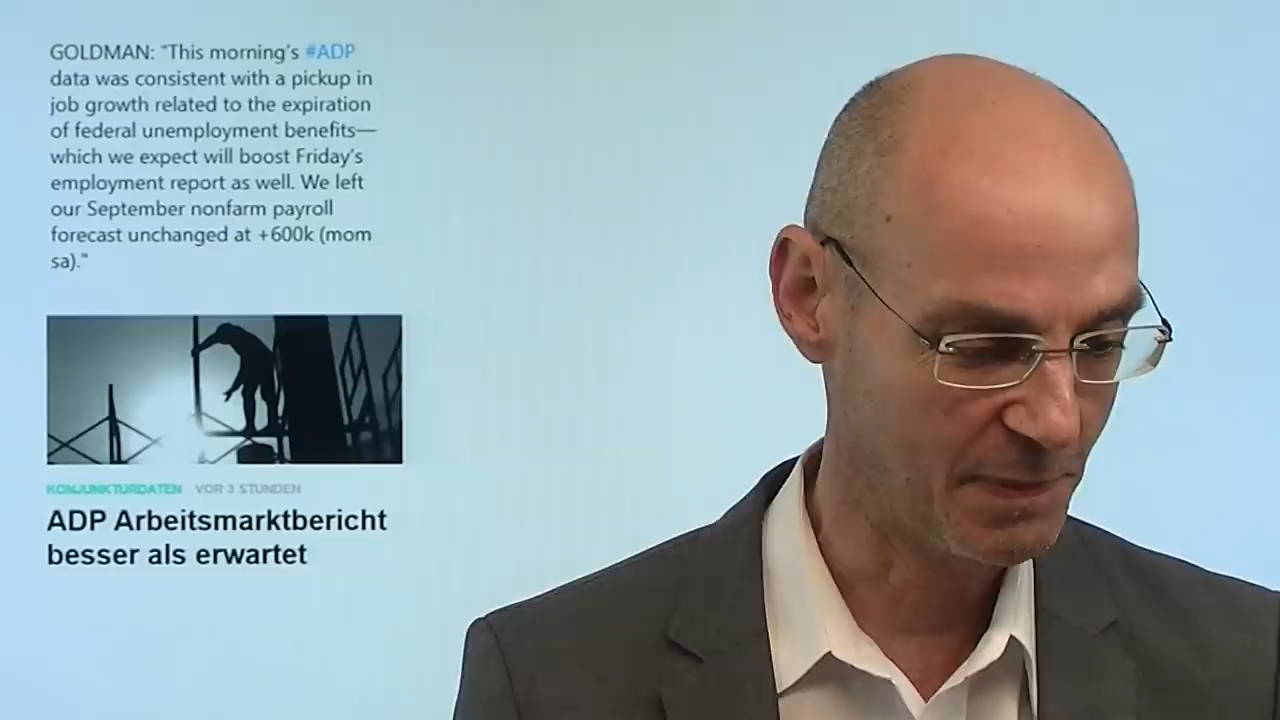 GOLDMAN: "This morning's #ADP
data was consistent with a pickup in
job growth related to the expiration
of federal unemployment benefits—
which we expect will boost Friday's
employment report as well. We left
our September nonfarm payroll
forecast unchanged at +600k (mom
sa)."
KONJUNKTURDATEN VOR 3 STUNDEN
ADP Arbeitsmarktbericht
besser als erwartet